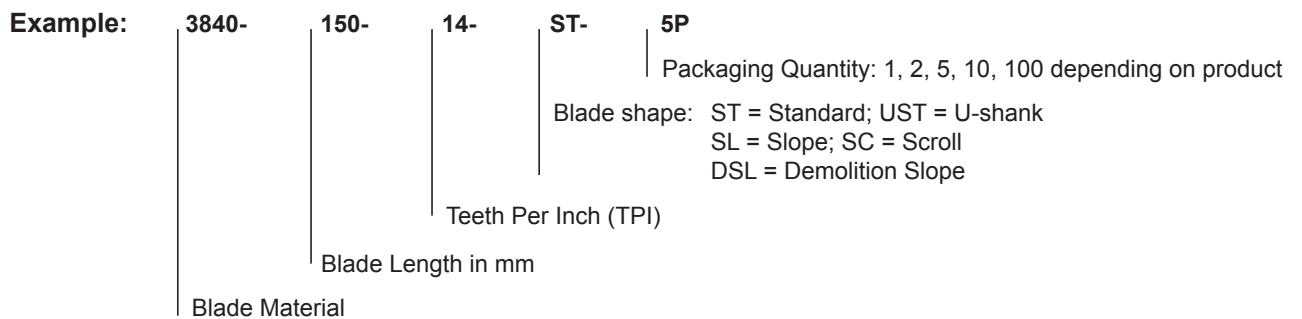 Example: 3840- 150- 14- ST- 5P
Packaging Quantity: 1, 2, 5, 10, 100 depending on product
Blade shape: ST = Standard; UST = U-shank
SL = Slope; SC = Scroll
DSL = Demolition Slope
Teeth Per Inch (TPI)
Blade Length in mm
Blade Material